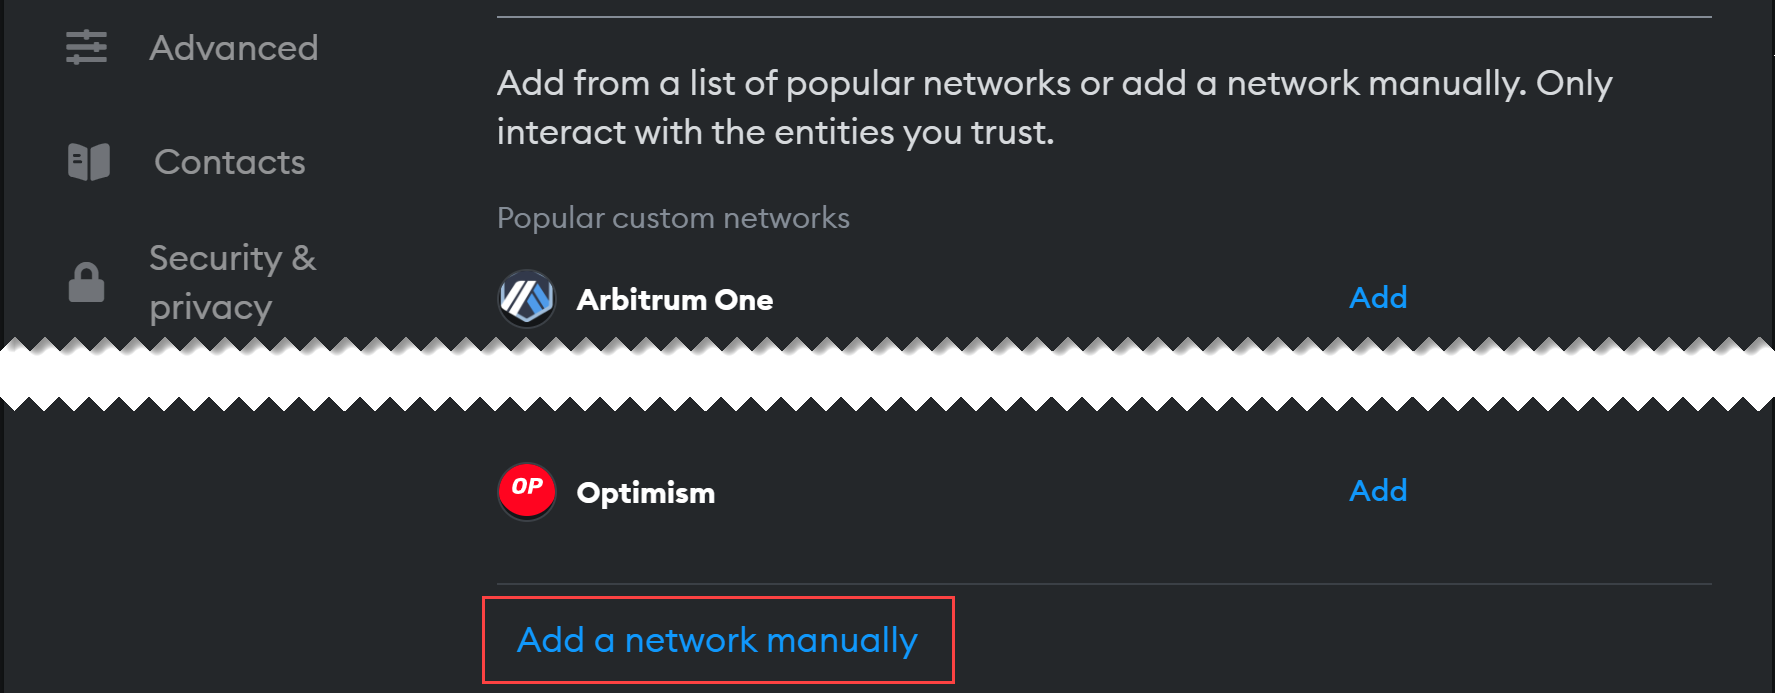 Advanced
Contacts
Security &
privacy
Add from a list of popular networks or add a network manually. Only
interact with the entities you trust.
Popular custom networks
Arbitrum One
Add
OP
Optimism
Add
Add a network manually